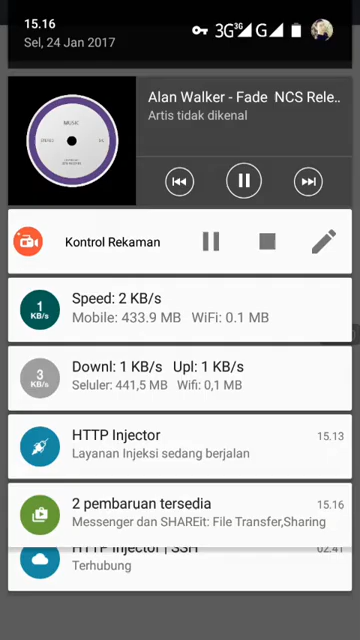 15.16
3G 3G G
Sel, 24 Jan 2017
Alan Walker - Fade NCS Rele..
Artis tidak dikenal
MUSIC
Kontrol Rekaman
1 KB/s
Speed: 2 KB/s
Mobile: 433.9 MB WiFi: 0.1 MB
3 KB/s
Downl: 1 KB/s Upl: 1 KB/s
Seluler: 441,5 MB Wifi: 0,1 MB
HTTP Injector 15.13
Layanan Injeksi sedang berjalan
2 pembaruan tersedia 15.16
Messenger dan SHAREit: File Transfer,Sharing
HTTP Injector | SSH 02.41
Terhubung